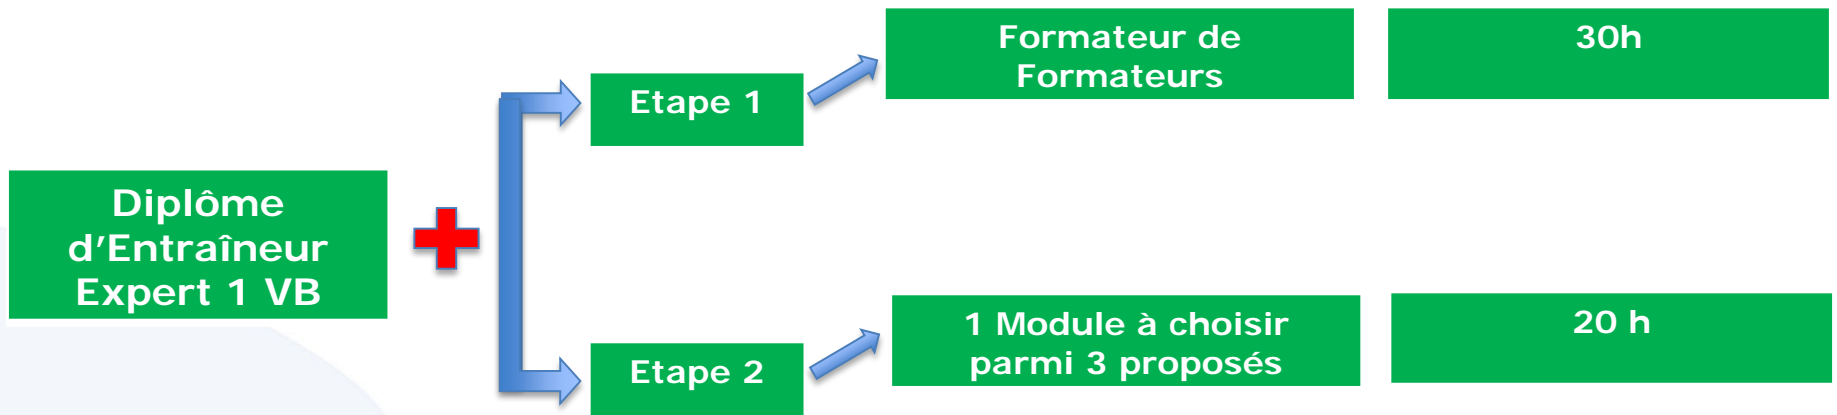 Diplôme
d’Entraîneur
Expert 1 VB
Etape 1
Formateur de
Formateurs
30h
Etape 2
1 Module à choisir
parmi 3 proposés
20 h